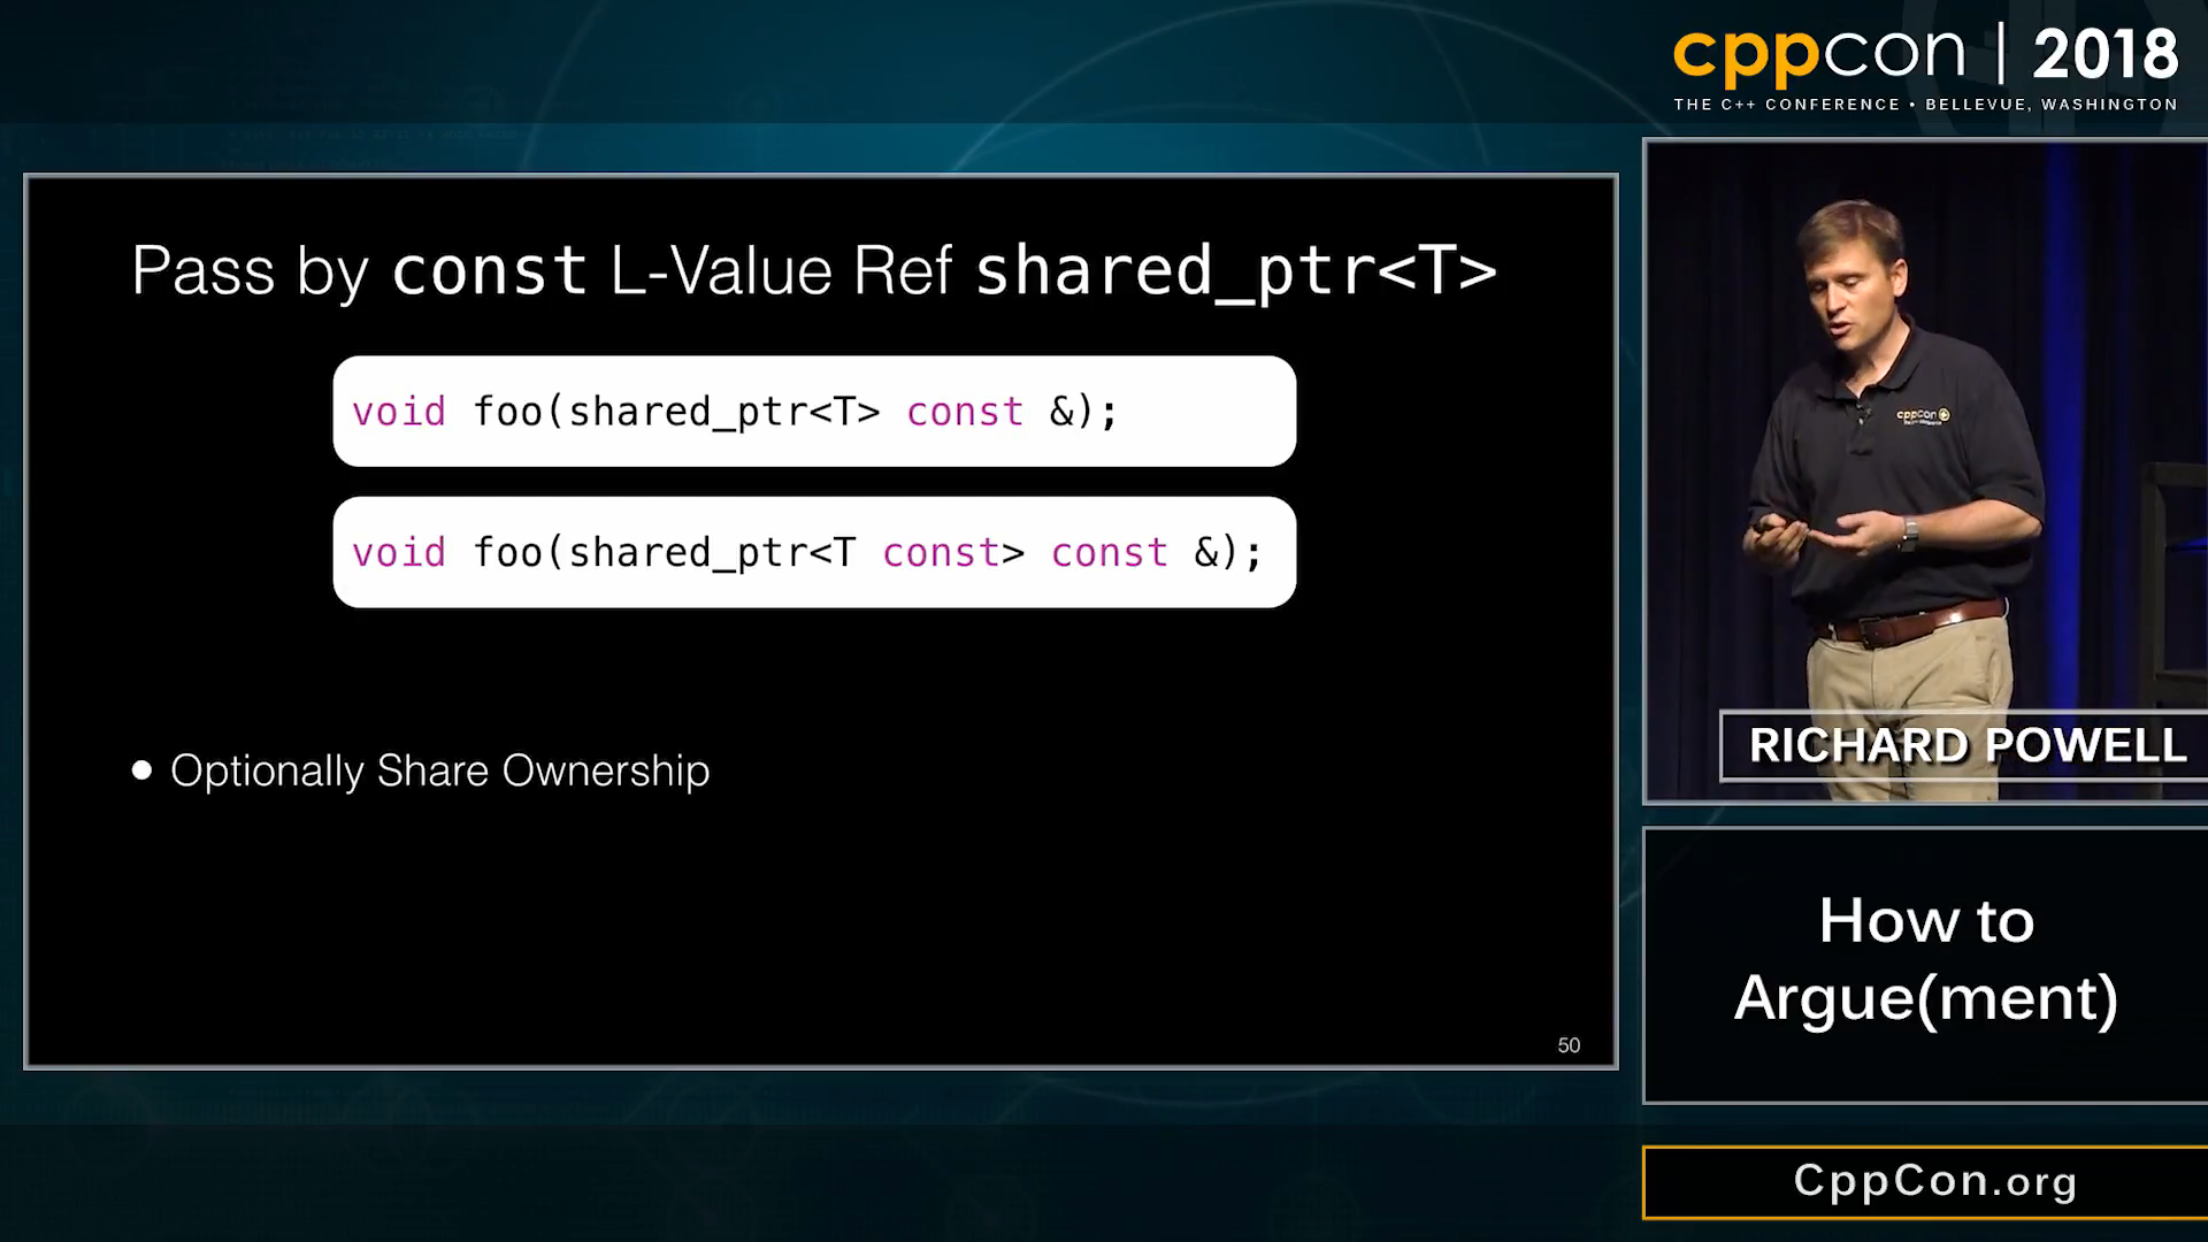 cppcon | 2018
THE C++ CONFERENCE • BELLEVUE, WASHINGTON
Pass by const L-Value Ref shared_ptr<T>
void foo(shared_ptr<T> const &);
void foo(shared_ptr<T const> const &);
• Optionally Share Ownership
50
cppcon
RICHARD POWELL
How to
Argue(ment)
CppCon.org